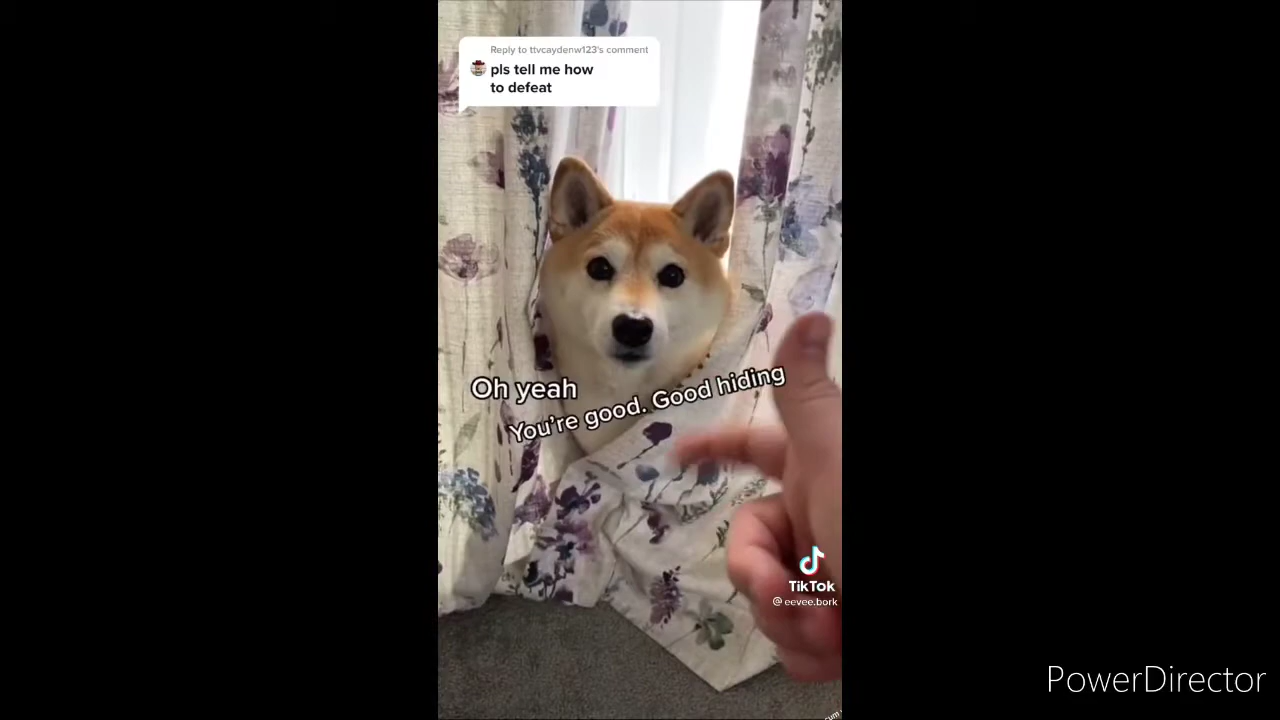 Reply to ttvcaydenw123's comment
pls tell me how
to defeat
Oh yeah
You're good. Good hiding
TikTok
@eevee.bork
PowerDirector